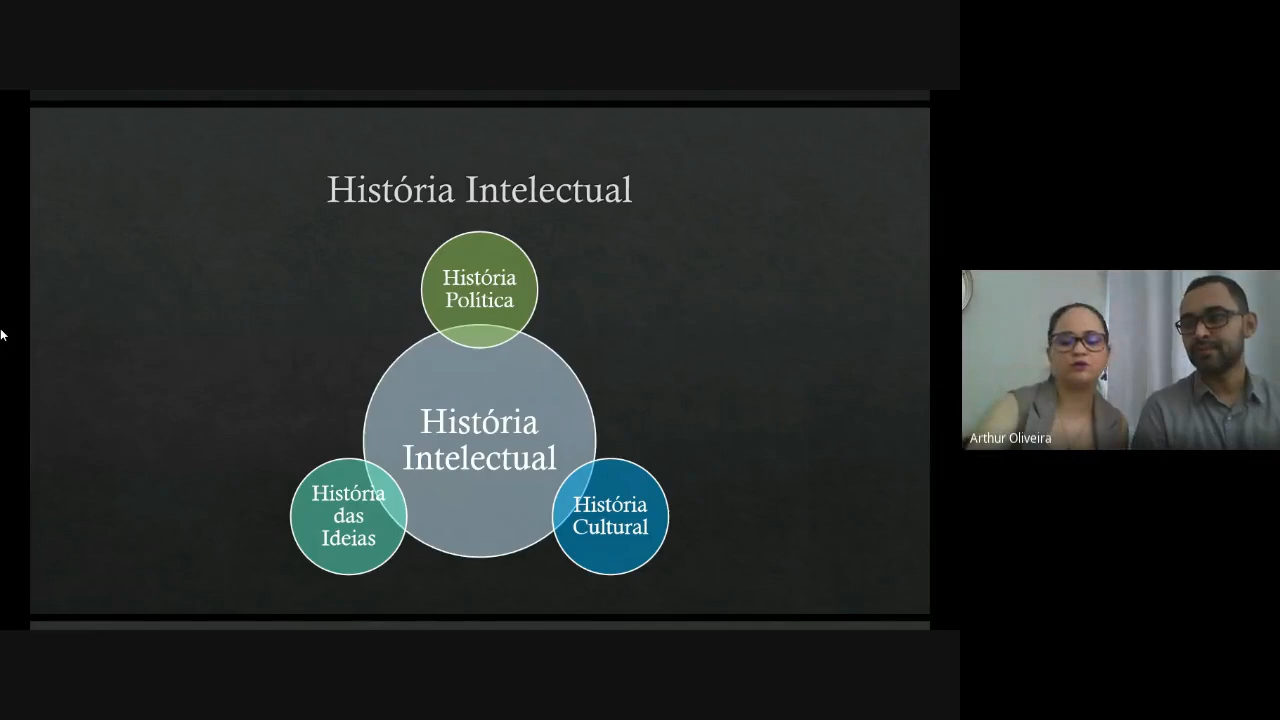 História Intelectual
História
Política
História
Intelectual
História
das
Ideias
História
Cultural
Arthur Oliveira